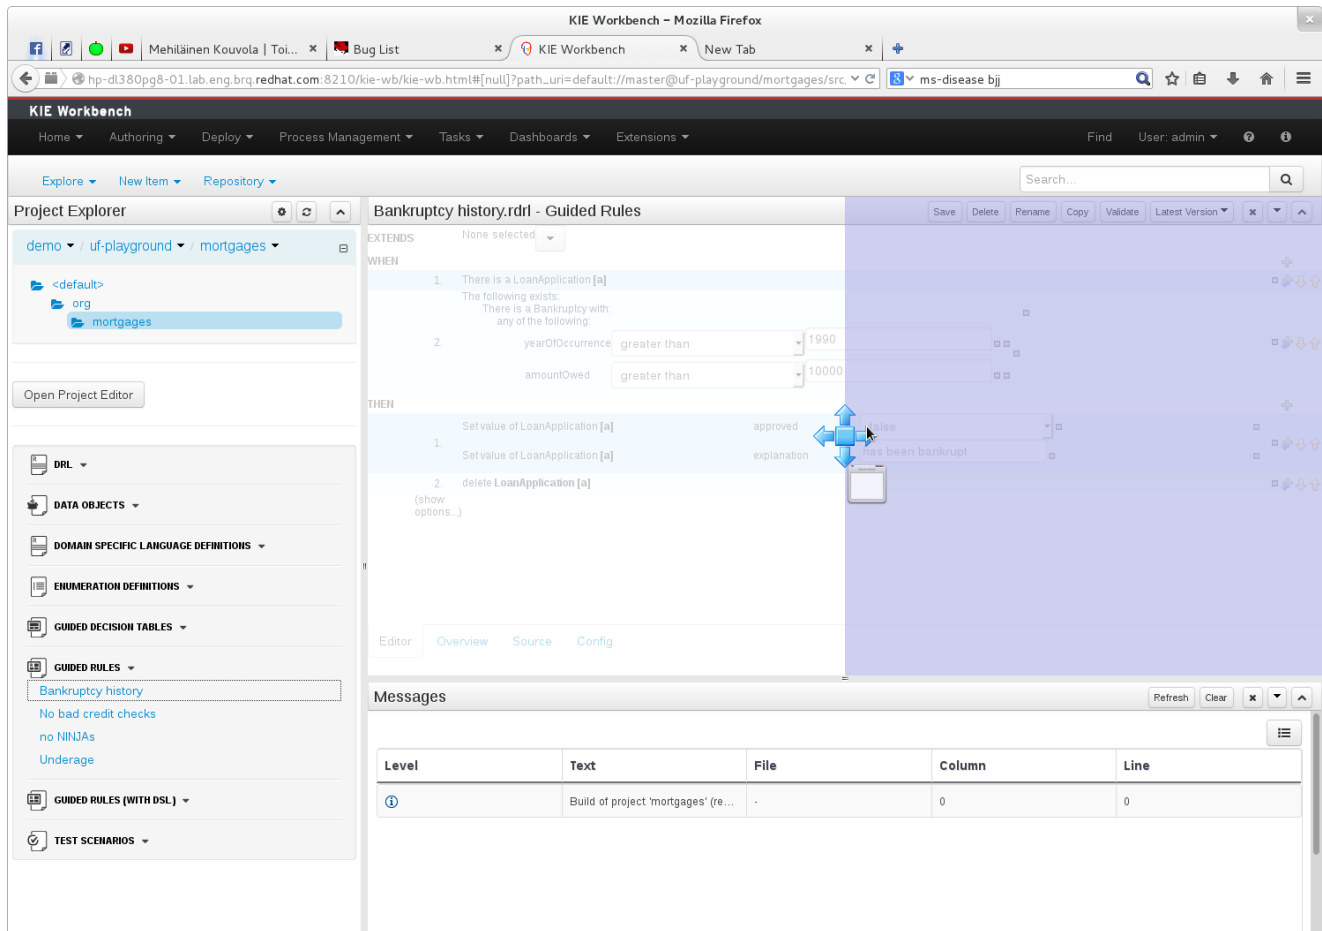 KIE Workbench - Mozilla Firefox
Mehiläinen Kouvola | Toi...
Bug List
KIE Workbench
New Tab
hp-dl380pg8-01.lab.eng.brq.redhat.com:8210/kie-wb/kie-wb.html#[null]?path_uri=default://master@uf-playground/mortgages/src.
ms-disease bjj
KIE Workbench
Home Authoring Deploy Process Management Tasks Dashboards Extensions Find User: admin
Explore New Item Repository Search...
Project Explorer
demo / uf-playground / mortgages
<default>
org
mortgages
Open Project Editor
DRL
DATA OBJECTS
DOMAIN SPECIFIC LANGUAGE DEFINITIONS
ENUMERATION DEFINITIONS
GUIDED DECISION TABLES
GUIDED RULES
Bankruptcy history
No bad credit checks
no NINJAs
Underage
GUIDED RULES (WITH DSL)
TEST SCENARIOS
Bankruptcy history.rdrl - Guided Rules
Save Delete Rename Copy Validate Latest Version
EXTENDS None selected
WHEN
1. There is a LoanApplication [a]
The following exists:
There is a Bankruptcy with:
any of the following:
2. yearOfOccurrence greater than 1990
amountOwed greater than 10000
THEN
Set value of LoanApplication [a] approved false
1.
Set value of LoanApplication [a] explanation has been bankrupt
2. delete LoanApplication [a]
(show
options...)
Editor Overview Source Config
Messages
Refresh Clear
Level Text File Column Line
Build of project 'mortgages' (re... - 0 0